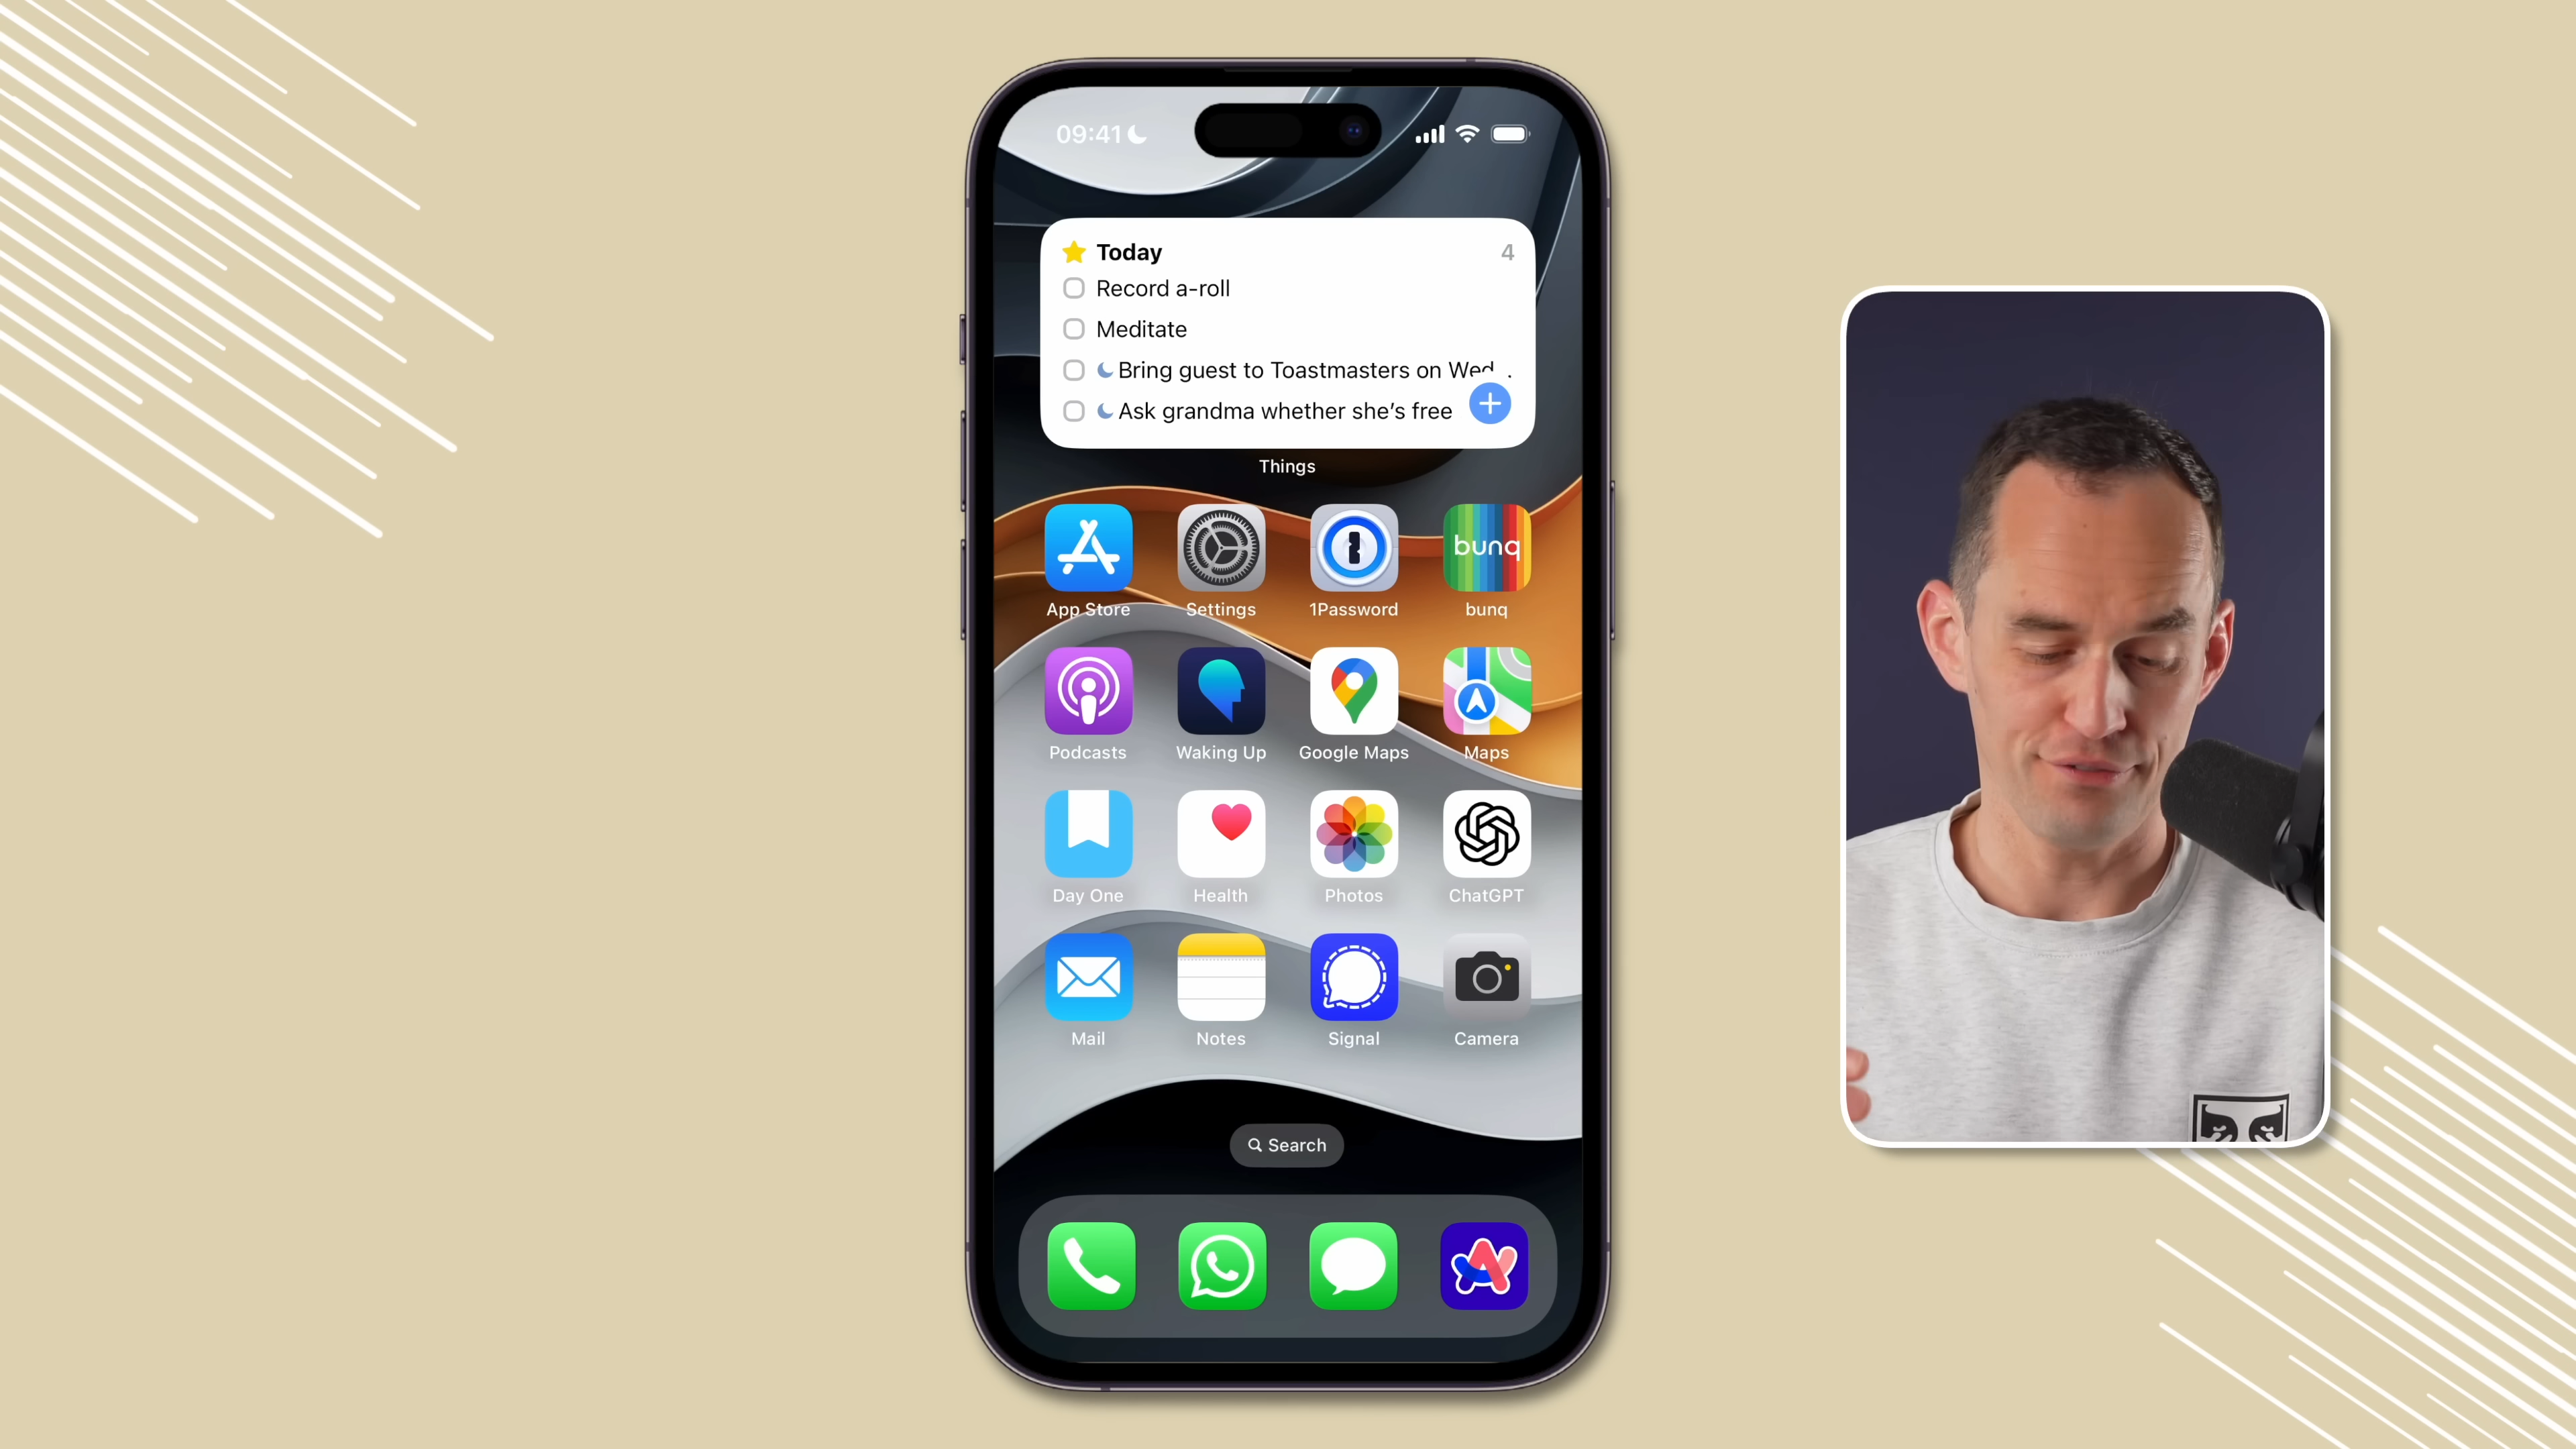 09:41
Today 4
Record a-roll
Meditate
Bring guest to Toastmasters on Wed .
Ask grandma whether she’s free
Things
bunq
App Store Settings 1Password bunq
Podcasts Waking Up Google Maps Maps
Day One Health Photos ChatGPT
Mail Notes Signal Camera
Search